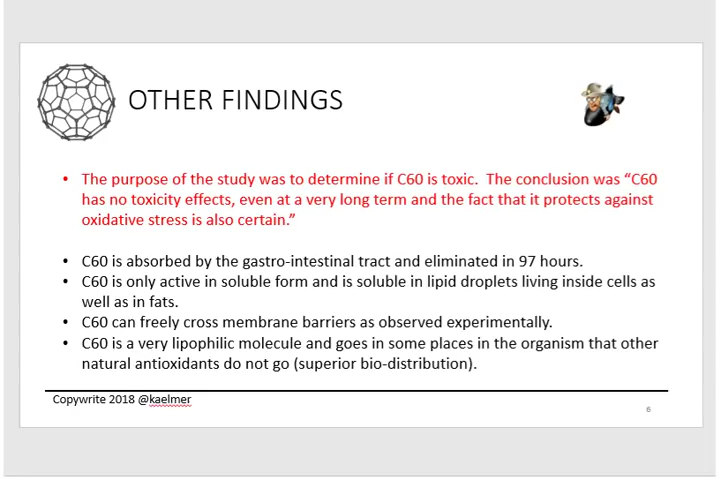 OTHER FINDINGS
• The purpose of the study was to determine if C60 is toxic. The conclusion was “C60
has no toxicity effects, even at a very long term and the fact that it protects against
oxidative stress is also certain.”
• C60 is absorbed by the gastro-intestinal tract and eliminated in 97 hours.
• C60 is only active in soluble form and is soluble in lipid droplets living inside cells as
well as in fats.
• C60 can freely cross membrane barriers as observed experimentally.
• C60 is a very lipophilic molecule and goes in some places in the organism that other
natural antioxidants do not go (superior bio-distribution).
Copywrite 2018 @kaelmer
6